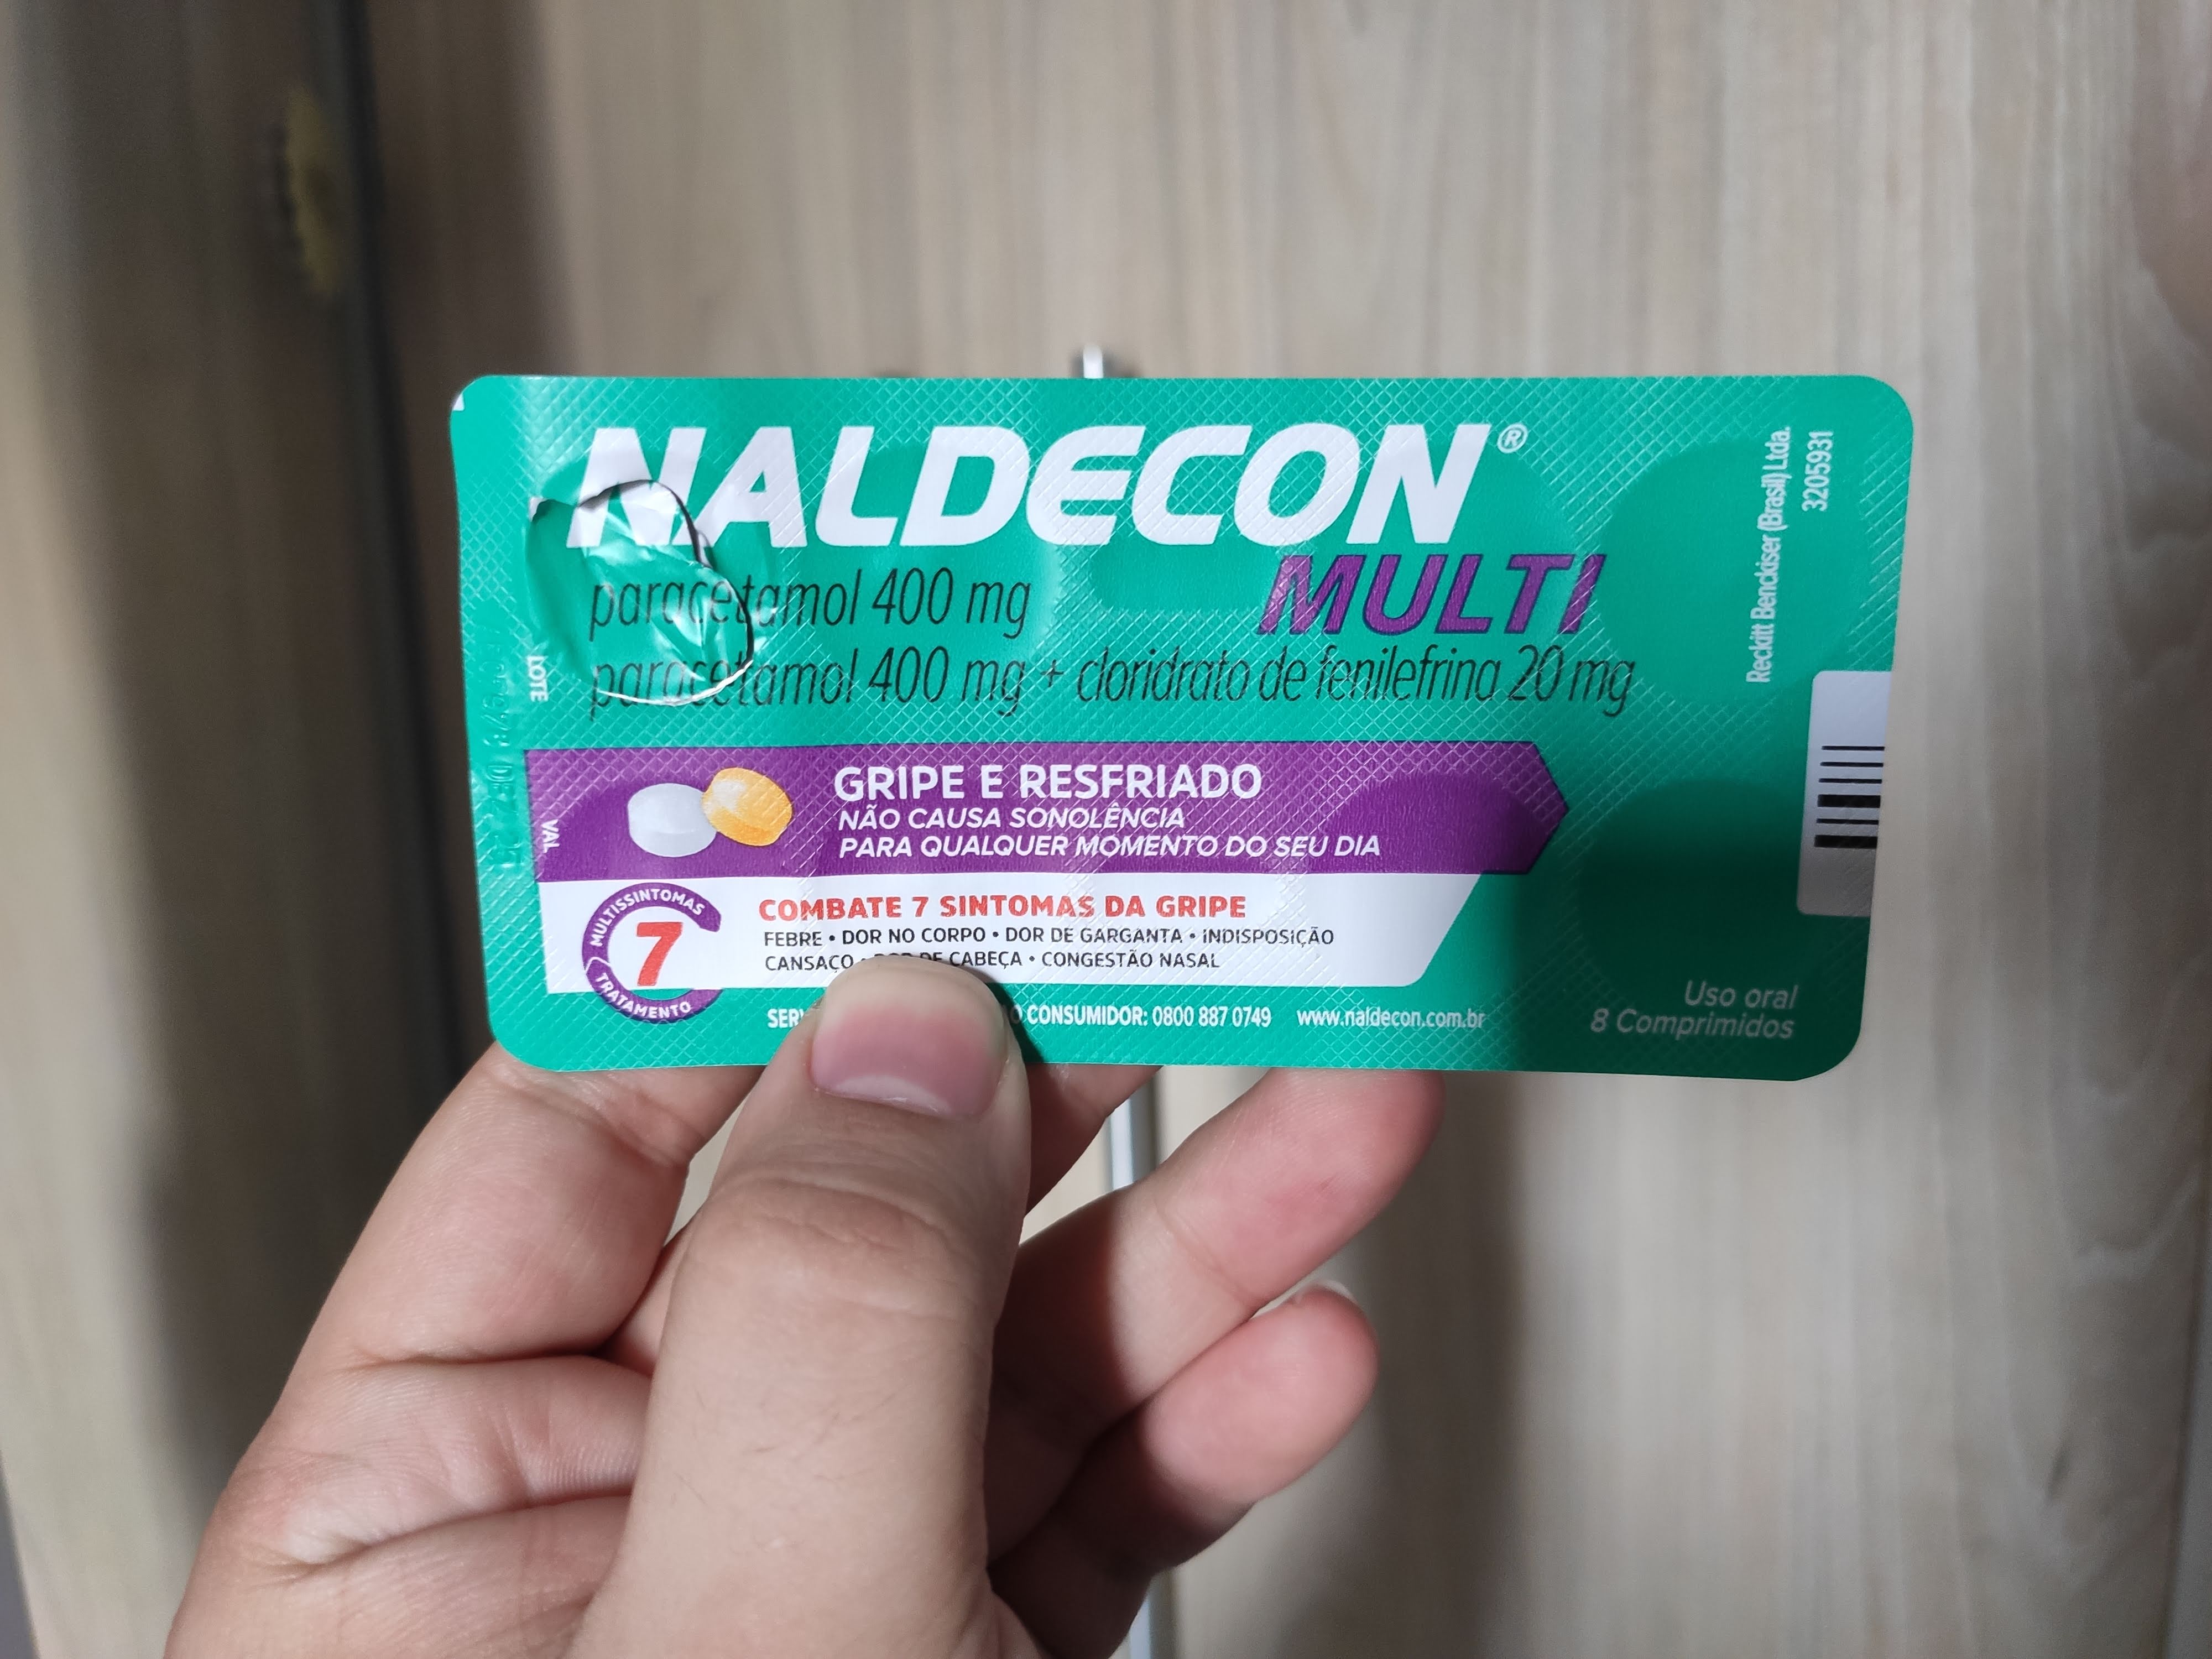 NALDECON®
MULTI
paracetamol 400 mg
paracetamol 400 mg + cloridrato de fenilefrina 20 mg
Reckitt Benckiser (Brasil) Ltda.
3205931
LOTE
VAL.
GRIPE E RESFRIADO
NÃO CAUSA SONOLÊNCIA
PARA QUALQUER MOMENTO DO SEU DIA
MULTISSINTOMAS
7
TRATAMENTO
COMBATE 7 SINTOMAS DA GRIPE
FEBRE • DOR NO CORPO • DOR DE GARGANTA • INDISPOSIÇÃO
CANSAÇO • DOR DE CABEÇA • CONGESTÃO NASAL
CONSUMIDOR: 0800 887 0749 www.naldecon.com.br
Uso oral
8 Comprimidos